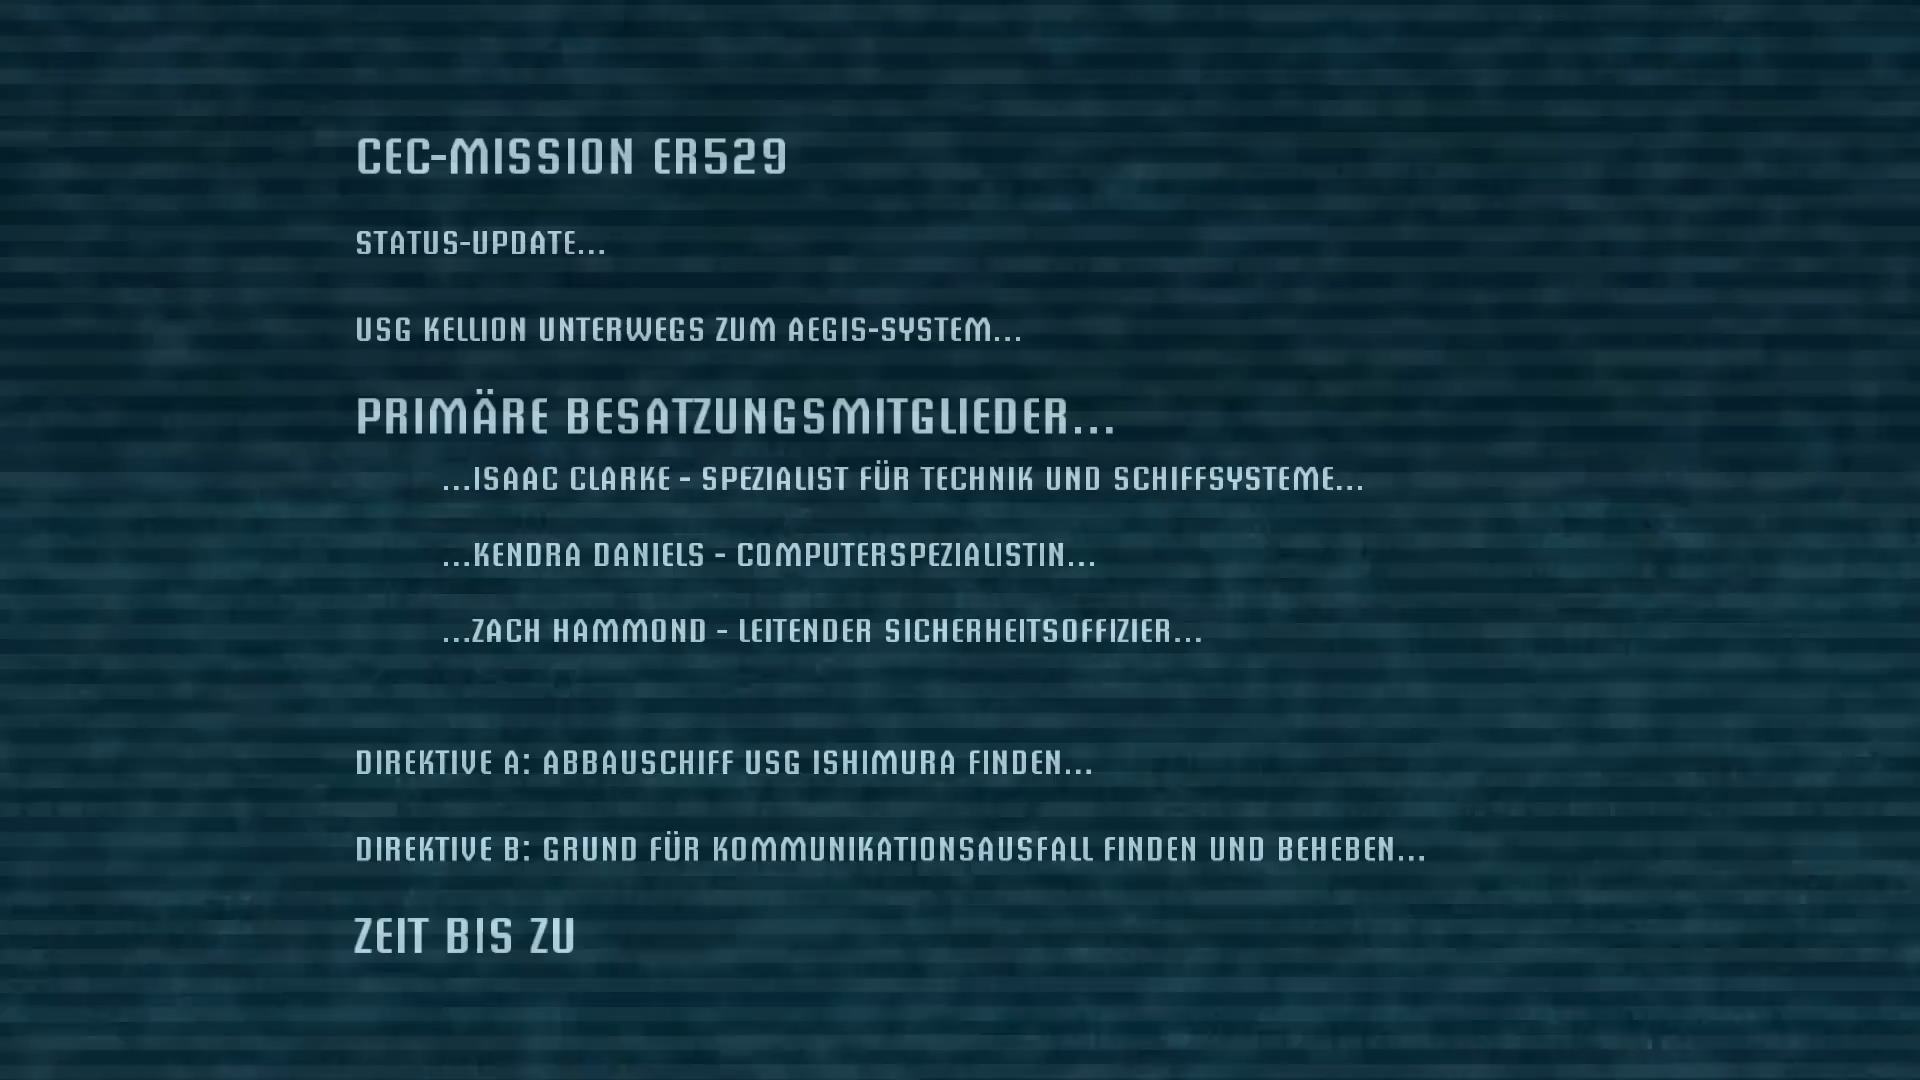 CEC-MISSION ER529
STATUS-UPDATE...
USG KELLION UNTERWEGS ZUM AEGIS-SYSTEM...
PRIMÄRE BESATZUNGSMITGLIEDER...
...ISAAC CLARKE - SPEZIALIST FÜR TECHNIK UND SCHIFFSYSTEME...
...KENDRA DANIELS - COMPUTERSPEZIALISTIN...
...ZACH HAMMOND - LEITENDER SICHERHEITSOFFIZIER...
DIREKTIVE A: ABBAUSCHIFF USG ISHIMURA FINDEN...
DIREKTIVE B: GRUND FÜR KOMMUNIKATIONSAUSFALL FINDEN UND BEHEBEN...
ZEIT BIS ZU